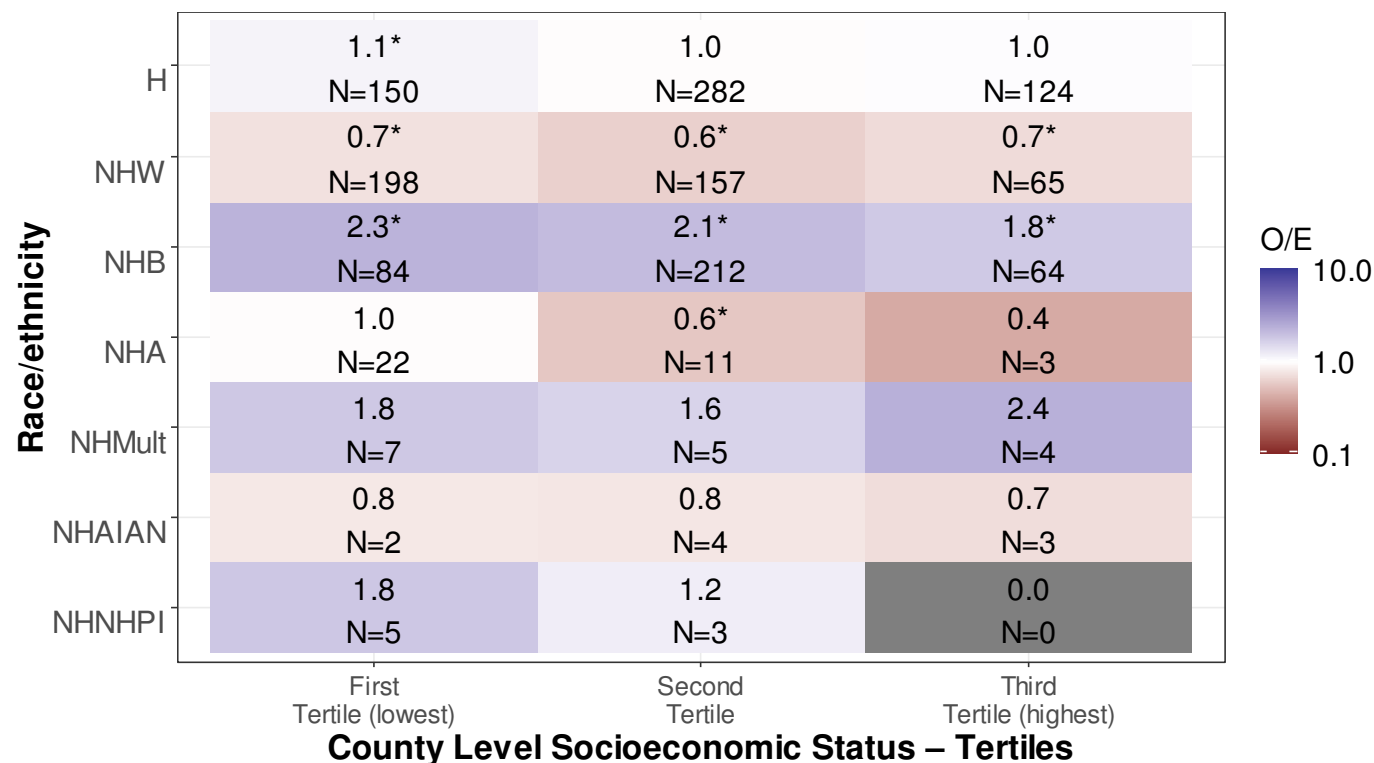 Race/ethnicity
H
1.1*
1.0
1.0
N=150
N=282
N=124
NHW
0.7*
0.6*
0.7*
N=198
N=157
N=65
NHB
2.3*
2.1*
1.8*
N=84
N=212
N=64
NHA
1.0
0.6*
0.4
N=22
N=11
N=3
NHMult
1.8
1.6
2.4
N=7
N=5
N=4
NHAIAN
0.8
0.8
0.7
N=2
N=4
N=3
NHNHPI
1.8
1.2
0.0
N=5
N=3
N=0
First
Tertile (lowest)
Second
Tertile
Third
Tertile (highest)
County Level Socioeconomic Status – Tertiles
O/E
10.0
1.0
0.1